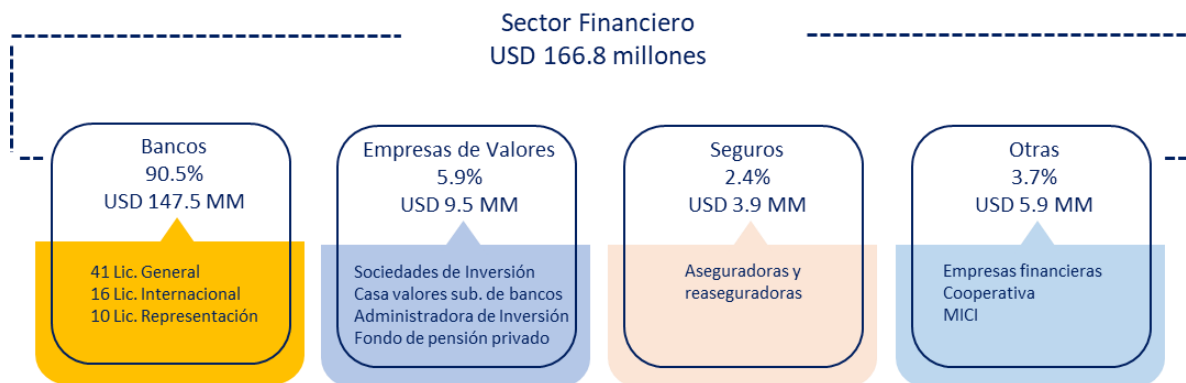 Sector Financiero
USD 166.8 millones
Bancos
90.5%
USD 147.5 MM
41 Lic. General
16 Lic. Internacional
10 Lic. Representación
Empresas de Valores
5.9%
USD 9.5 MM
Sociedades de Inversión
Casa valores sub. de bancos
Administradora de Inversión
Fondo de pensión privado
Seguros
2.4%
USD 3.9 MM
Aseguradoras y
reaseguradoras
Otras
3.7%
USD 5.9 MM
Empresas financieras
Cooperativa
MICI